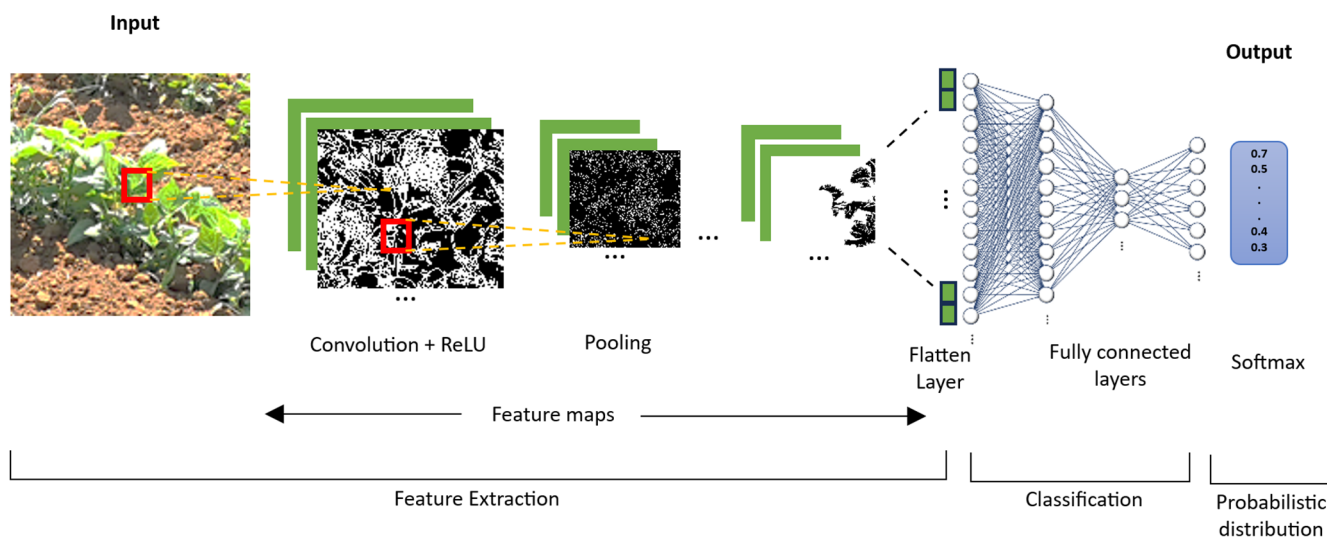 Input
Output
0.7
0.5
.
.
.
0.4
0.3
...
...
...
...
...
Convolution + ReLU
Pooling
Flatten
Layer
Fully connected
layers
Softmax
Feature maps
Feature Extraction
Classification
Probabilistic
distribution